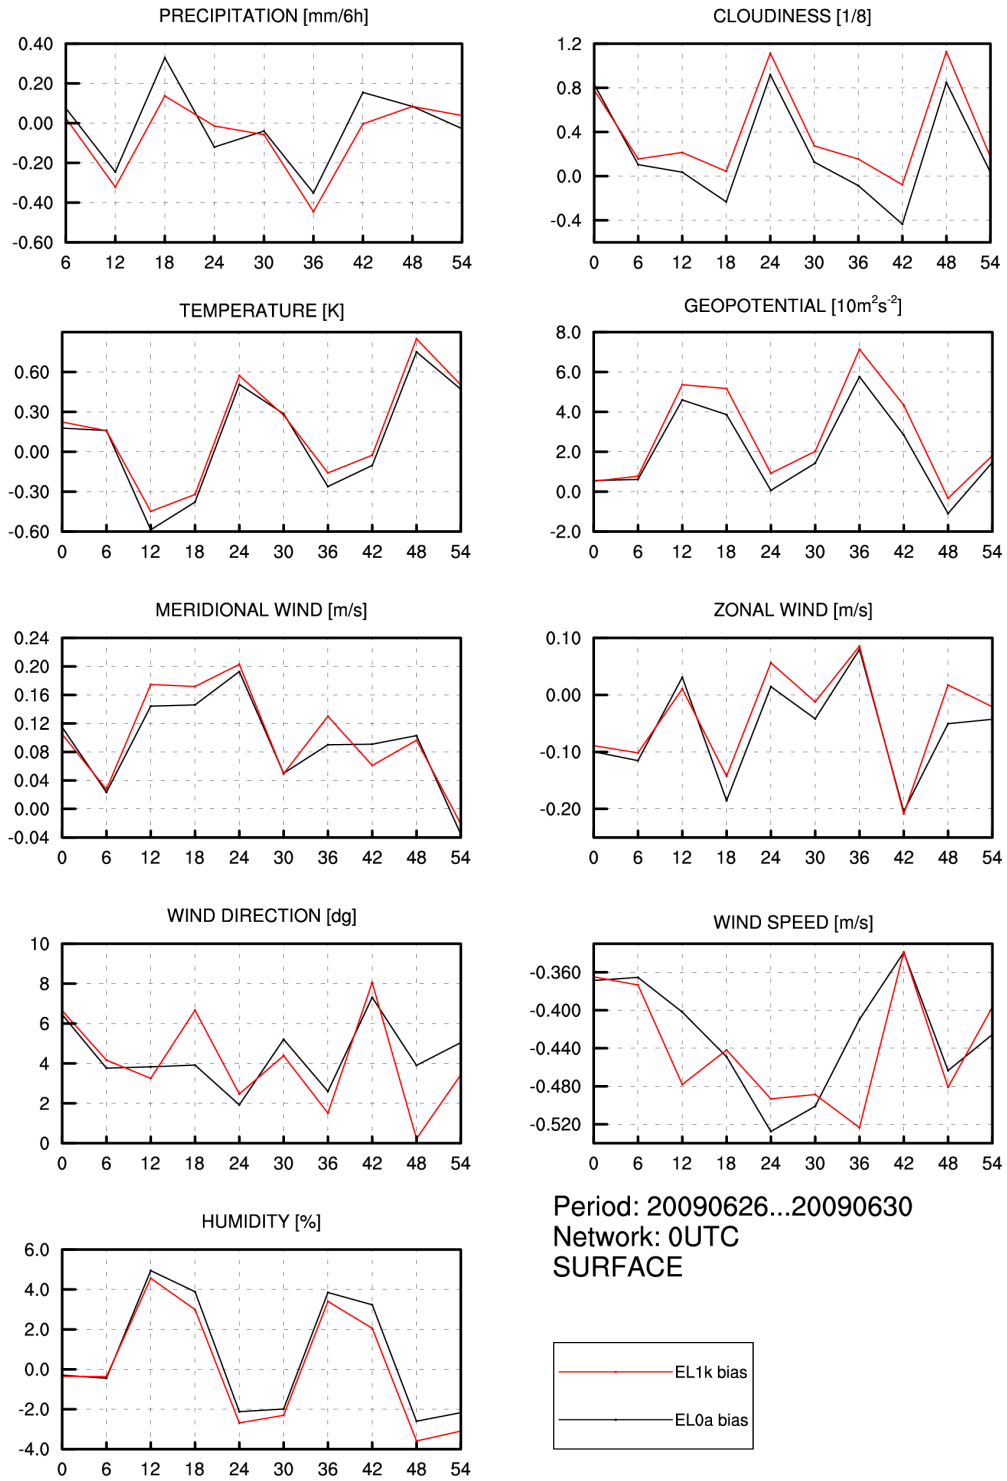 PRECIPITATION [mm/6h]
0.40
0.20
0.00
-0.20
-0.40
-0.60
6 12 18 24 30 36 42 48 54
CLOUDINESS [1/8]
1.2
0.8
0.4
0.0
-0.4
0 6 12 18 24 30 36 42 48 54
TEMPERATURE [K]
0.60
0.30
0.00
-0.30
-0.60
0 6 12 18 24 30 36 42 48 54
GEOPOTENTIAL [10m²s⁻²]
8.0
6.0
4.0
2.0
0.0
-2.0
0 6 12 18 24 30 36 42 48 54
MERIDIONAL WIND [m/s]
0.24
0.20
0.16
0.12
0.08
0.04
0.00
-0.04
0 6 12 18 24 30 36 42 48 54
ZONAL WIND [m/s]
0.10
0.00
-0.10
-0.20
0 6 12 18 24 30 36 42 48 54
WIND DIRECTION [dg]
10
8
6
4
2
0
0 6 12 18 24 30 36 42 48 54
WIND SPEED [m/s]
-0.360
-0.400
-0.440
-0.480
-0.520
0 6 12 18 24 30 36 42 48 54
HUMIDITY [%]
6.0
4.0
2.0
0.0
-2.0
-4.0
0 6 12 18 24 30 36 42 48 54
Period: 20090626...20090630
Network: 0UTC
SURFACE
EL1k bias
EL0a bias